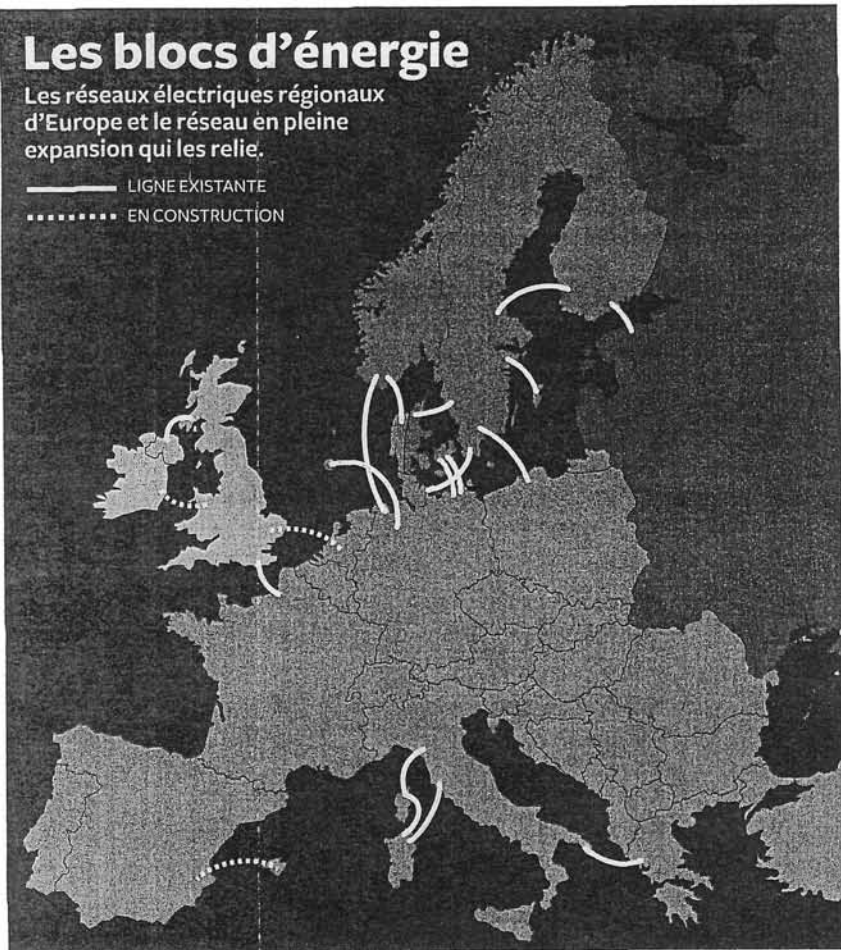 Les blocs d'énergie
Les réseaux électriques régionaux
d'Europe et le réseau en pleine
expansion qui les relie.
LIGNE EXISTANTE
EN CONSTRUCTION